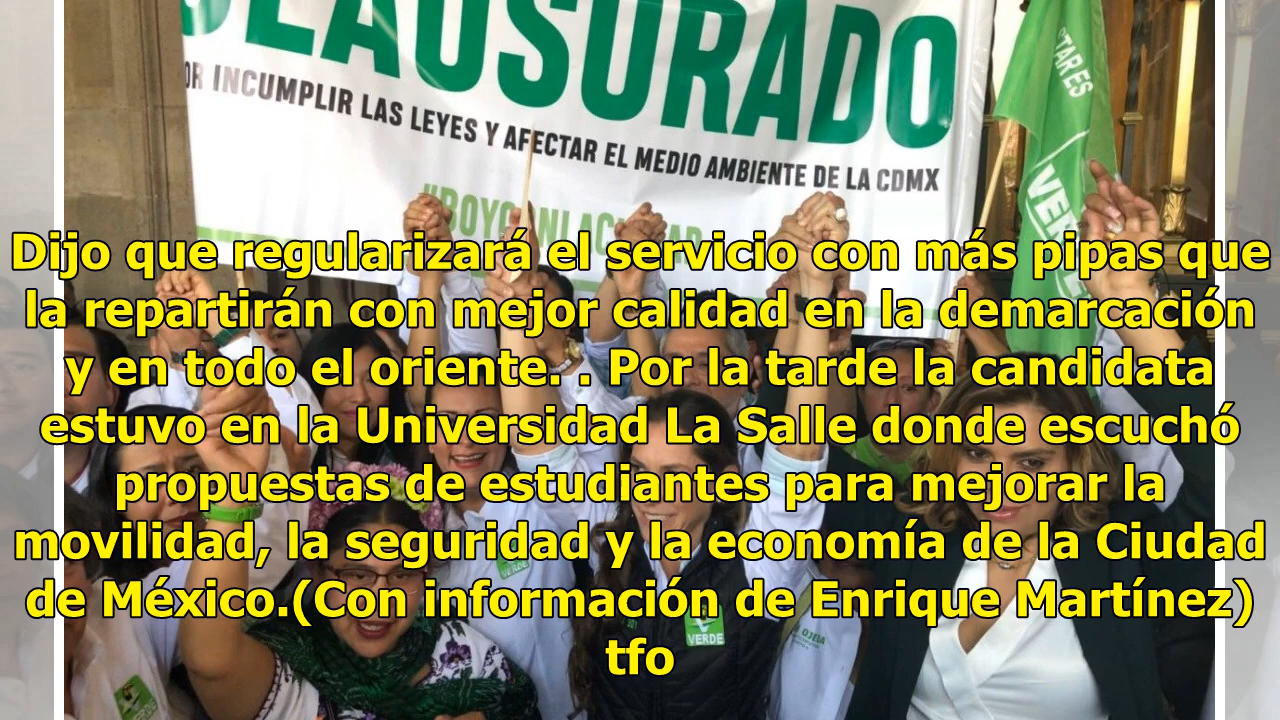 CLAUSURADO
POR INCUMPLIR LAS LEYES Y AFECTAR EL MEDIO AMBIENTE DE LA CDMX
Dijo que regularizará el servicio con más pipas que
la repartirán con mejor calidad en la demarcación
y en todo el oriente. . Por la tarde la candidata
estuvo en la Universidad La Salle donde escuchó
propuestas de estudiantes para mejorar la
movilidad, la seguridad y la economía de la Ciudad
de México.(Con información de Enrique Martínez)
tfo
VERDE
VERDE